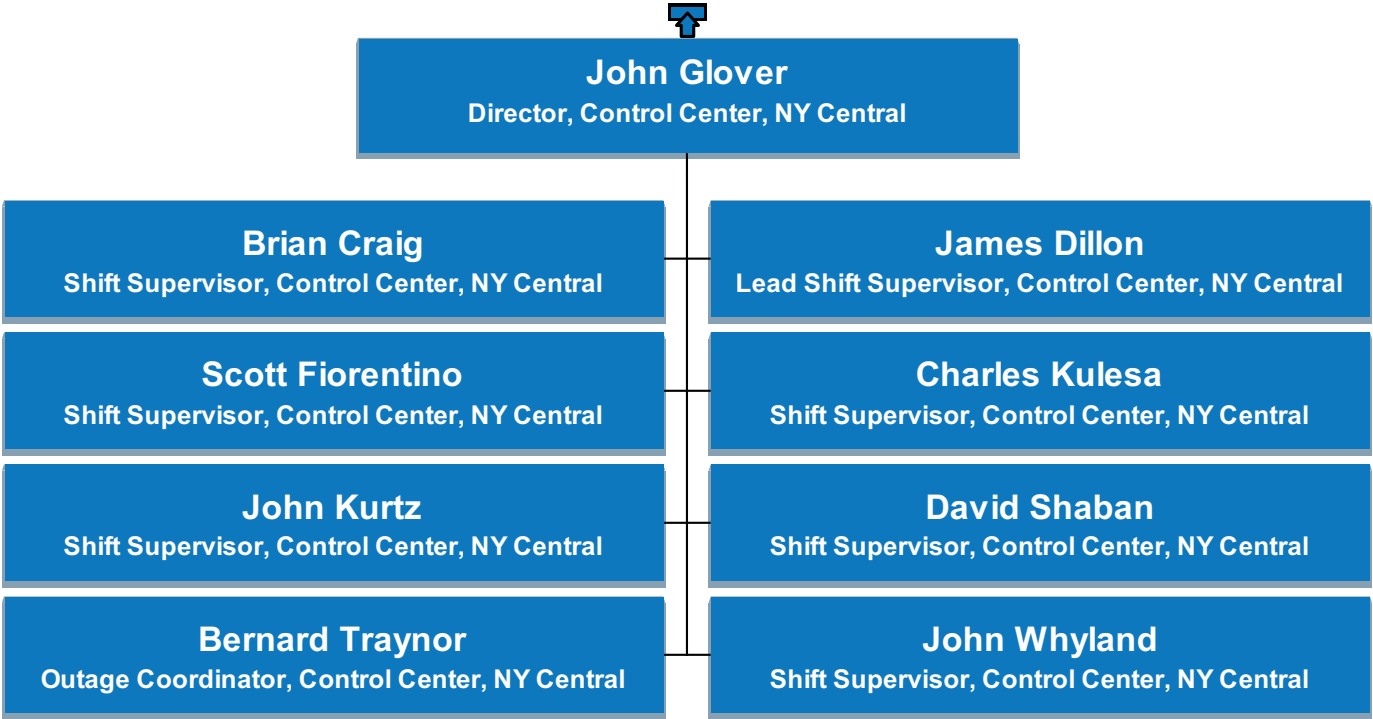 John Glover
Director, Control Center, NY Central
Brian Craig
Shift Supervisor, Control Center, NY Central
James Dillon
Lead Shift Supervisor, Control Center, NY Central
Scott Fiorentino
Shift Supervisor, Control Center, NY Central
Charles Kulesa
Shift Supervisor, Control Center, NY Central
John Kurtz
Shift Supervisor, Control Center, NY Central
David Shaban
Shift Supervisor, Control Center, NY Central
Bernard Traynor
Outage Coordinator, Control Center, NY Central
John Whyland
Shift Supervisor, Control Center, NY Central